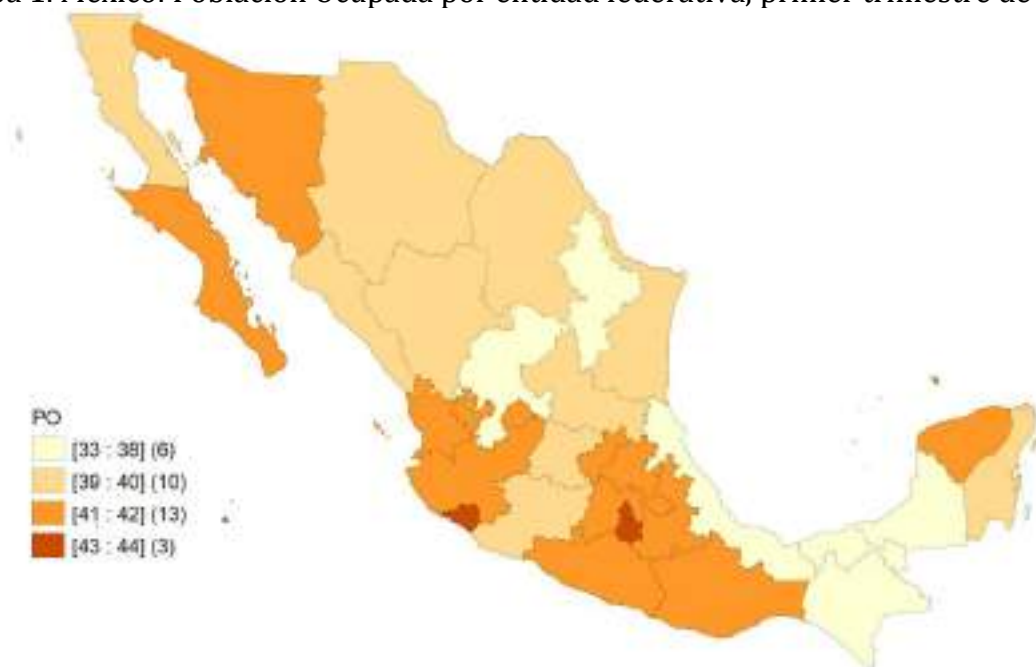 1. México. Población ocupada por entidad federativa, primer trimestre de
PO
[33 : 38] (6)
[39 : 40] (10)
[41 : 42] (13)
[43 : 44] (3)